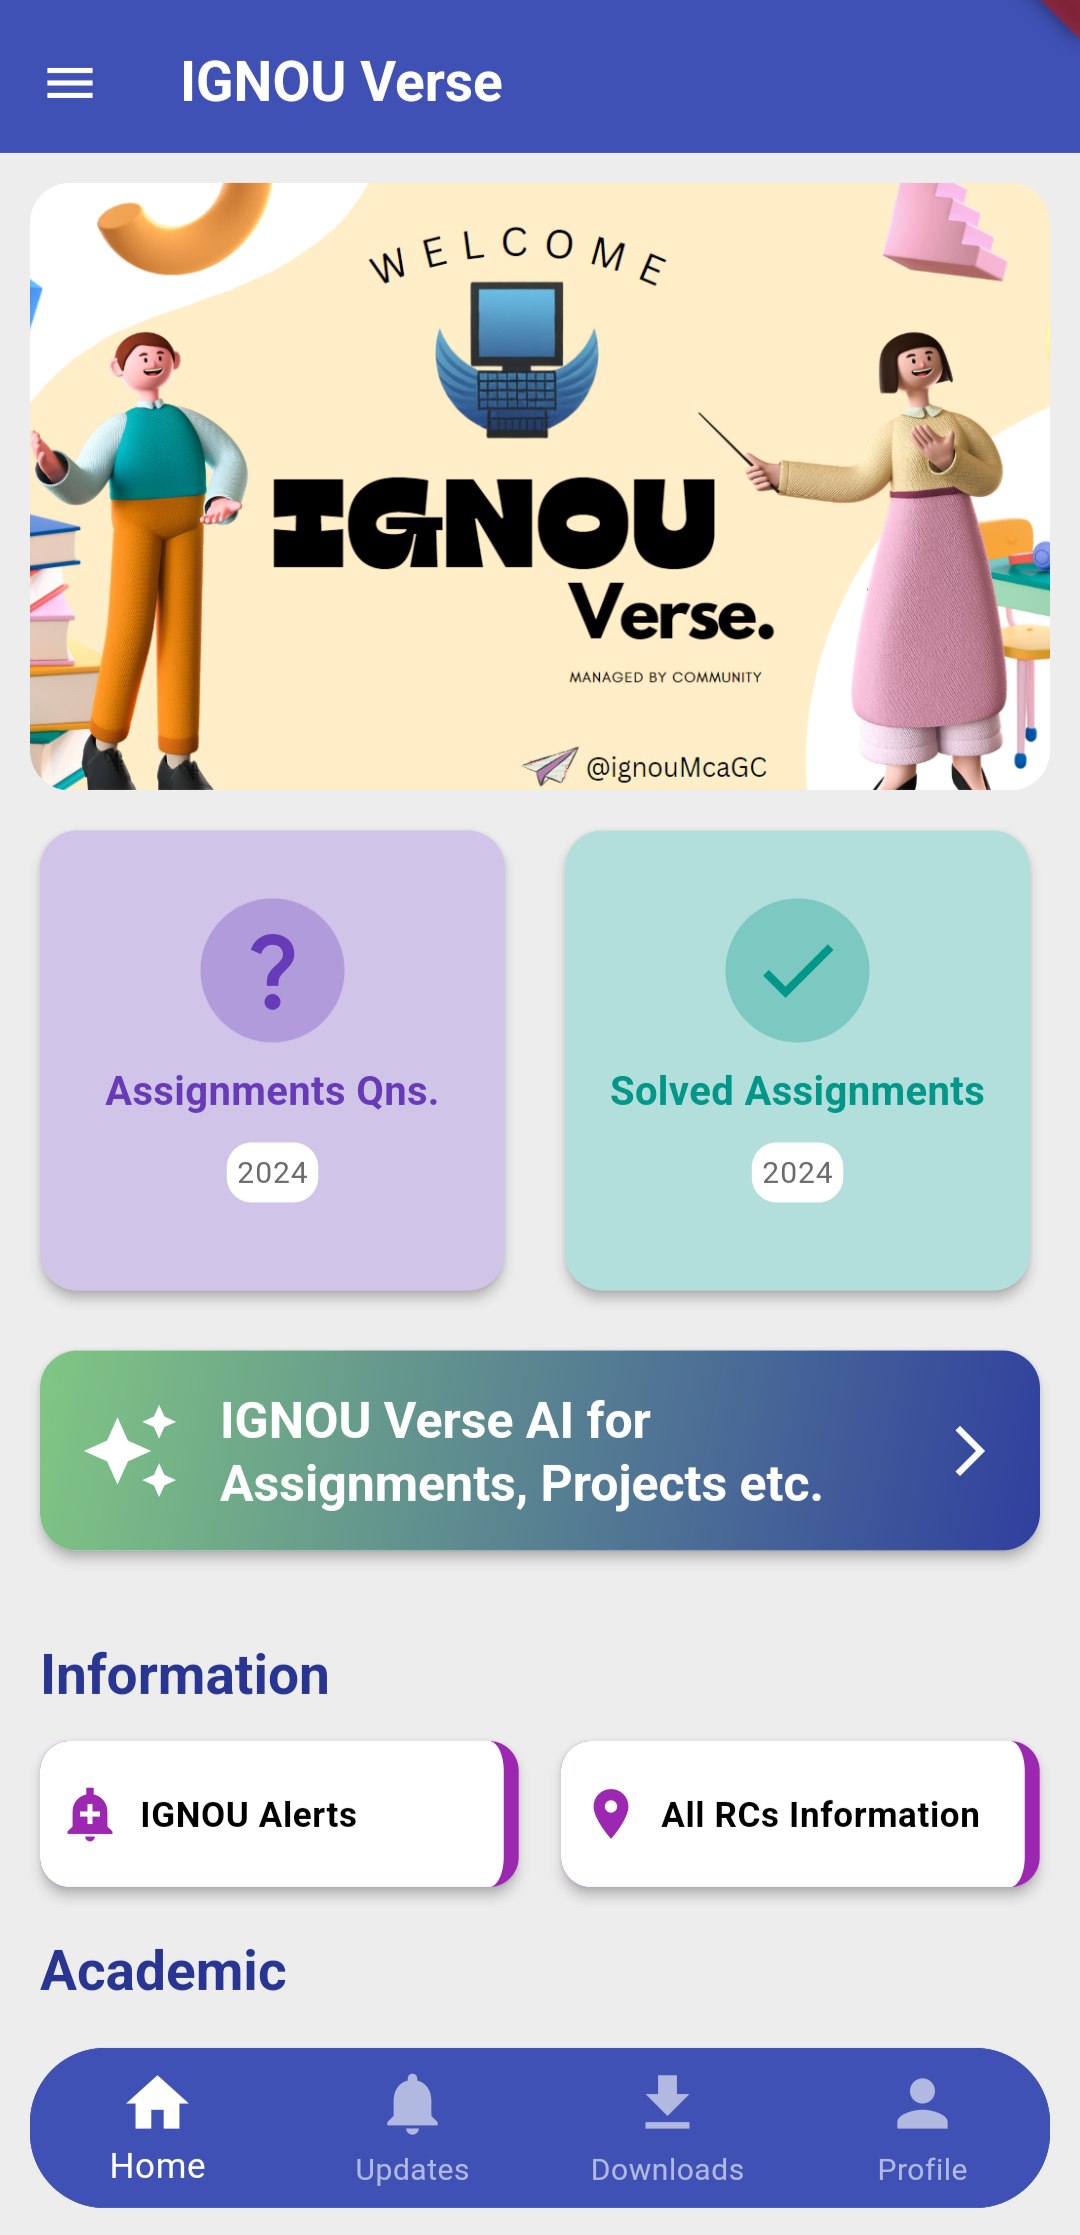 IGNOU Verse
WELCOME
IGNOU
Verse.
MANAGED BY COMMUNITY
@ignouMcaGC
Assignments Qns.
2024
Solved Assignments
2024
IGNOU Verse AI for
Assignments, Projects etc.
Information
IGNOU Alerts
All RCs Information
Academic
Home
Updates
Downloads
Profile